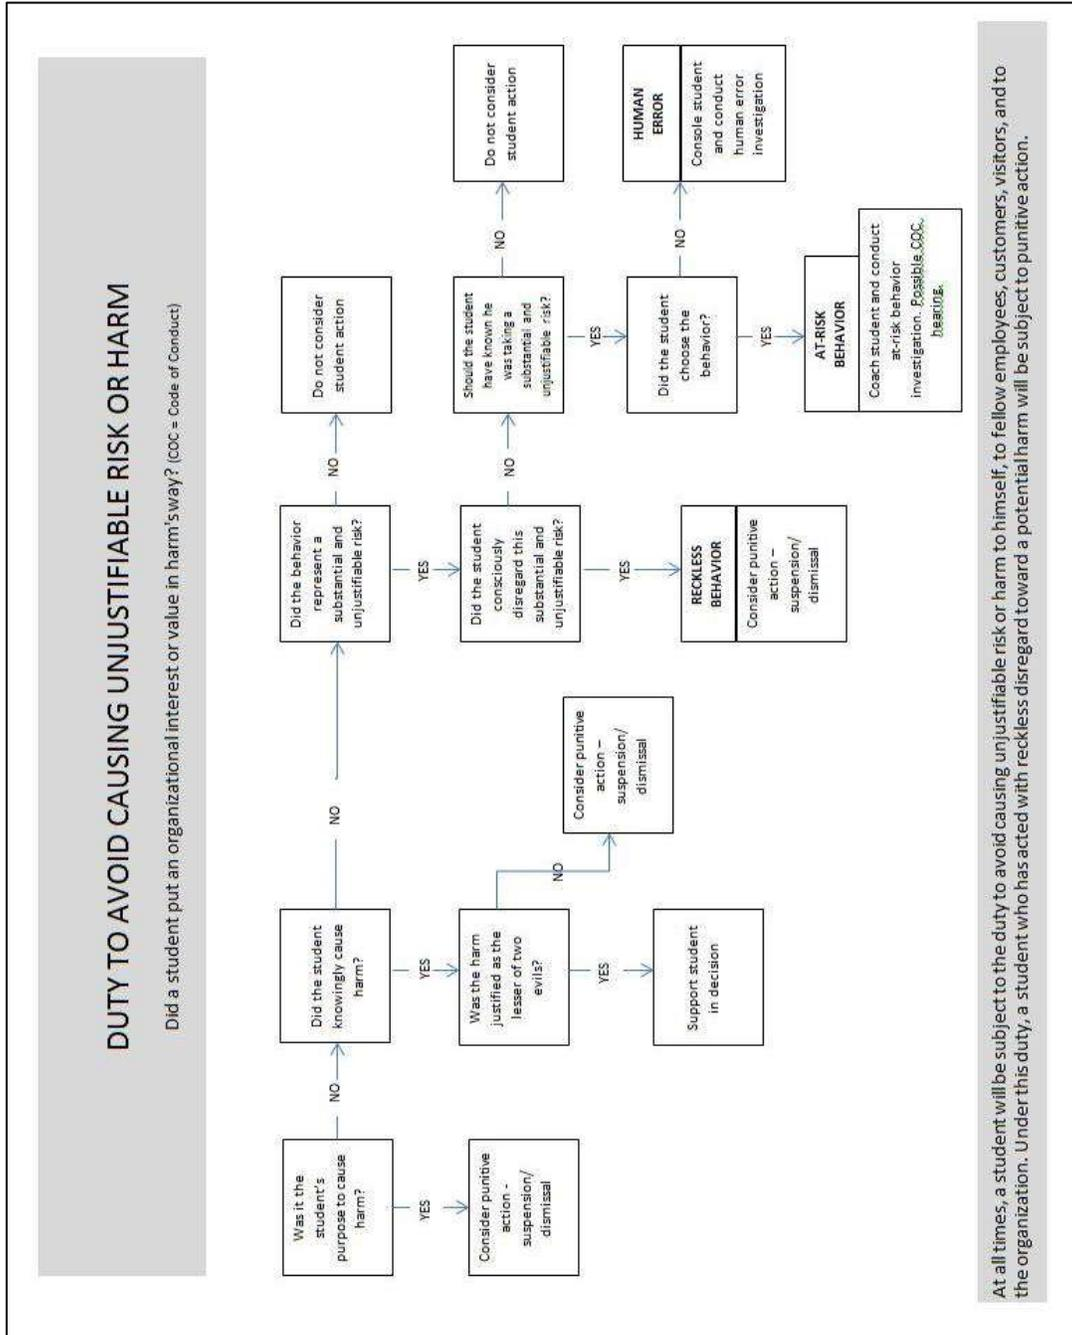 DUTY TO AVOID CAUSING UNJUSTIFIABLE RISK OR HARM
Did a student put an organizational interest or value in harm'sway? (COC = Code of Conduct)
Was it the
student's
purpose to cause
harm?
NO
YES
Consider punitive
action -
suspension/
dismissal
Did the student
knowingly cause
harm?
NO
YES
Was the harm
justified as the
lesser of two
evils?
NO
Consider punitive
action –
suspension/
dismissal
YES
Support student
in decision
Did the behavior
represent a
substantial and
unjustifiable risk?
NO
Do not consider
student action
YES
Did the student
consciously
disregard this
substantial and
unjustifiable risk?
NO
YES
RECKLESS
BEHAVIOR
Consider punitive
action –
suspension/
dismissal
Should the student
have known he
was taking a
substantial and
unjustifiable risk?
NO
Do not consider
student action
YES
Did the student
choose the
behavior?
NO
HUMAN
ERROR
Console student
and conduct
human error
investigation
YES
AT-RISK
BEHAVIOR
Coach student and conduct
at-risk behavior
investigation. Possible COC
hearing.
At all times, a student will be subject to the duty to avoid causing unjustifiable risk or harm to himself, to fellow employees, customers, visitors, and to
the organization. Under this duty, a student who has acted with reckless disregard toward a potential harm will be subject to punitive action.